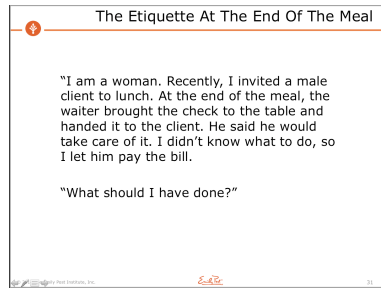 The Etiquette At The End Of The Meal
“I am a woman. Recently, I invited a male
client to lunch. At the end of the meal, the
waiter brought the check to the table and
handed it to the client. He said he would
take care of it. I didn’t know what to do, so
I let him pay the bill.
“What should I have done?”
Post Institute, Inc.
31